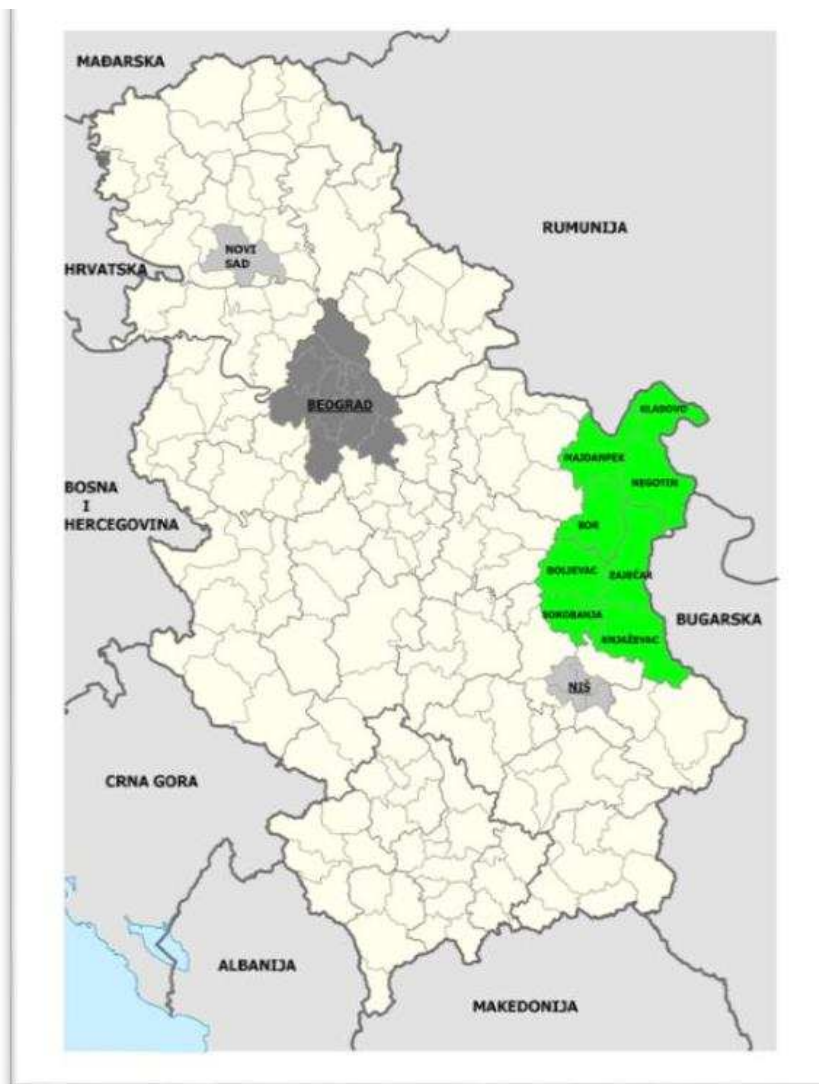 MAĐARSKA
RUMUNIJA
NOVI
SAD
HRVATSKA
BEOGRAD
KLADOVO
MAJDANPEK
NEGOTIN
BOSNA
I
HERCEGOVINA
BOR
BOLJEVAC
ZAJEČAR
SOKOBANJA
BUGARSKA
KNJAŽEVAC
NIŠ
CRNA GORA
ALBANIJA
MAKEDONIJA